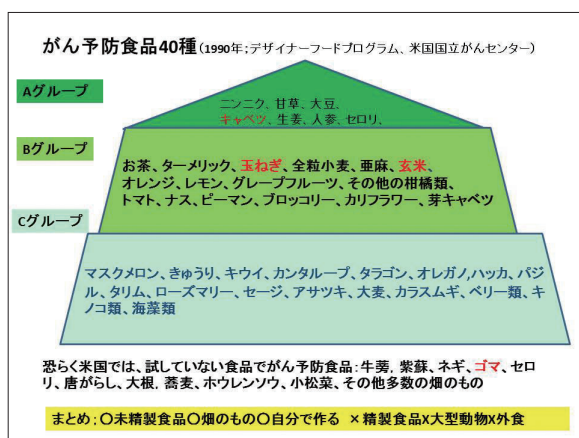 がん予防食品40種(1990年;デザイナーフードプログラム、米国国立がんセンター)
Aグループ
ニンニク、甘草、大豆、
キャベツ、生姜、人参、セロリ、
Bグループ
お茶、ターメリック、玉ねぎ、全粒小麦、亜麻、玄米、
オレンジ、レモン、グレープフルーツ、その他の柑橘類、
トマト、ナス、ピーマン、ブロッコリー、カリフラワー、芽キャベツ
Cグループ
マスクメロン、きゅうり、キウイ、カンタループ、タラゴン、オレガノ,ハッカ、バジ
ル、タリム、ローズマリー、セージ、アサツキ、大麦、カラスムギ、ベリー類、キ
ノコ類、海藻類
恐らく米国では、試していない食品でがん予防食品:牛蒡,紫蘇、ネギ、ゴマ、セロ
リ、唐がらし、大根,蕎麦、ホウレンソウ、小松菜、その他多数の畑のもの
まとめ;〇未精製食品〇畑のもの〇自分で作る ×精製食品X大型動物X外食